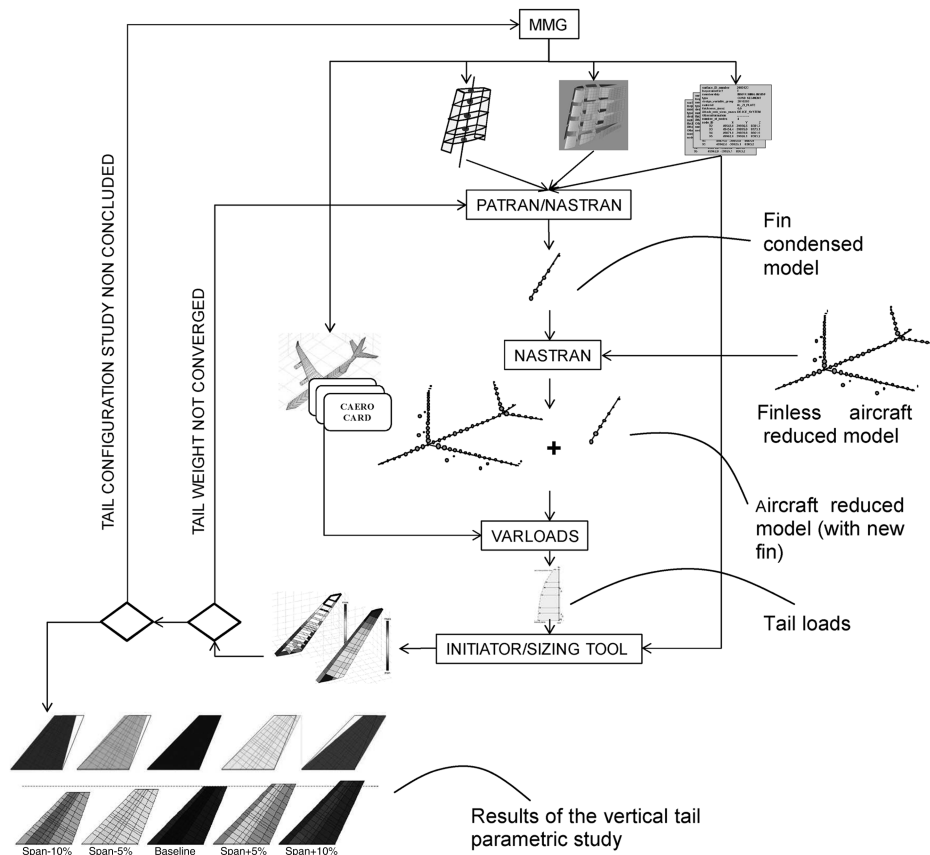 MMG
PATRAN/NASTRAN
Fin
condensed
model
TAIL CONFIGURATION STUDY NON CONCLUDED
TAIL WEIGHT NOT CONVERGED
NASTRAN
CAERO
CARD
Finless aircraft
reduced model
+
Aircraft reduced
model (with new
fin)
VARLOADS
Tail loads
INITIATOR/SIZING TOOL
Span-10% Span-5% Baseline Span+5% Span+10%
Results of the vertical tail
parametric study